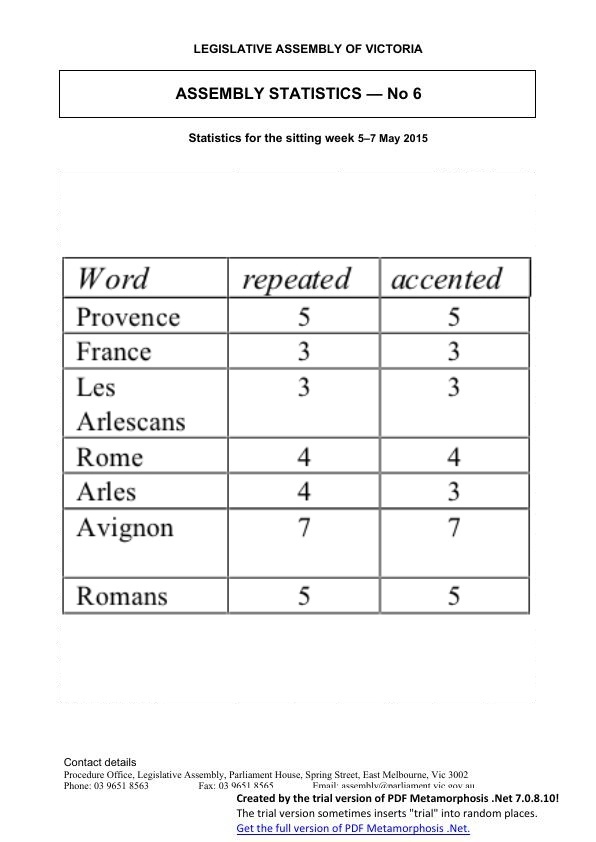 LEGISLATIVE ASSEMBLY OF VICTORIA
ASSEMBLY STATISTICS — No 6
Statistics for the sitting week 5–7 May 2015
Word repeated accented
Provence 5 5
France 3 3
Les 3 3
Arlescans
Rome 4 4
Arles 4 3
Avignon 7 7
Romans 5 5
Contact details
Procedure Office, Legislative Assembly, Parliament House, Spring Street, East Melbourne, Vic 3002
Phone: 03 9651 8563 Fax: 03 9651 8565 Email: assembly@parliament.vic.gov.au
Created by the trial version of PDF Metamorphosis .Net 7.0.8.10!
The trial version sometimes inserts "trial" into random places.
Get the full version of PDF Metamorphosis .Net.